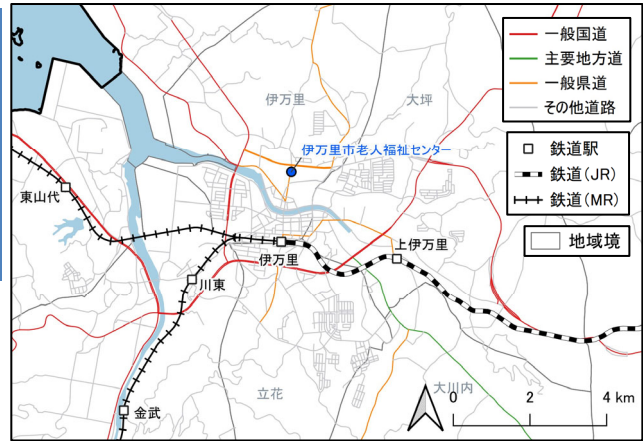 一般国道
主要地方道
一般県道
その他道路
鉄道駅
鉄道(JR)
鉄道(MR)
地域境
伊万里
大坪
伊万里市老人福祉センター
東山代
伊万里
上伊万里
川東
立花
大川内
金武
0 2 4 km